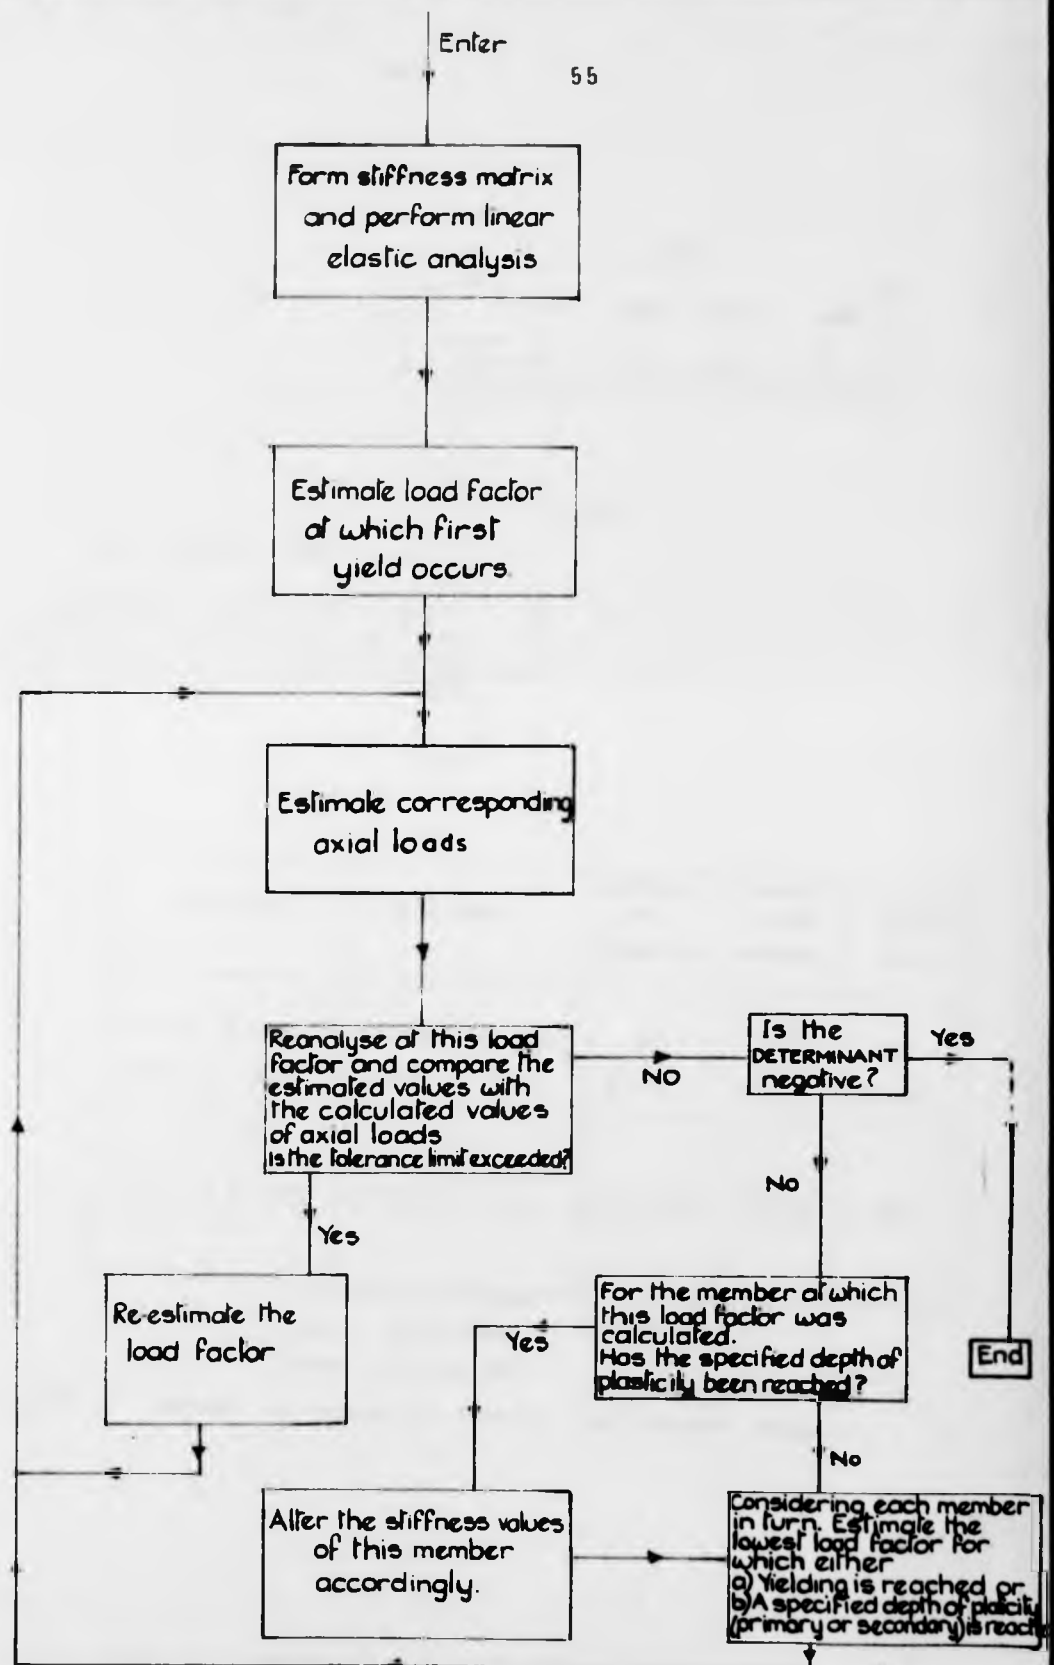 Enter
55
Form stiffness matrix
and perform linear
elastic analysis
Estimate load factor
at which first
yield occurs
Estimate corresponding
axial loads
Reanalyse at this load
factor and compare the
estimated values with
the calculated values
of axial loads
is the tolerance limit exceeded?
NO
Is the
DETERMINANT
negative?
Yes
No
Yes
Re-estimate the
load factor
For the member at which
this load factor was
calculated.
Has the specified depth of
plasticity been reached?
Yes
End
No
Alter the stiffness values
of this member
accordingly.
Considering each member
in turn. Estimate the
lowest load factor for
which either
a) Yielding is reached or
b) A specified depth of
(primary or secondary) is